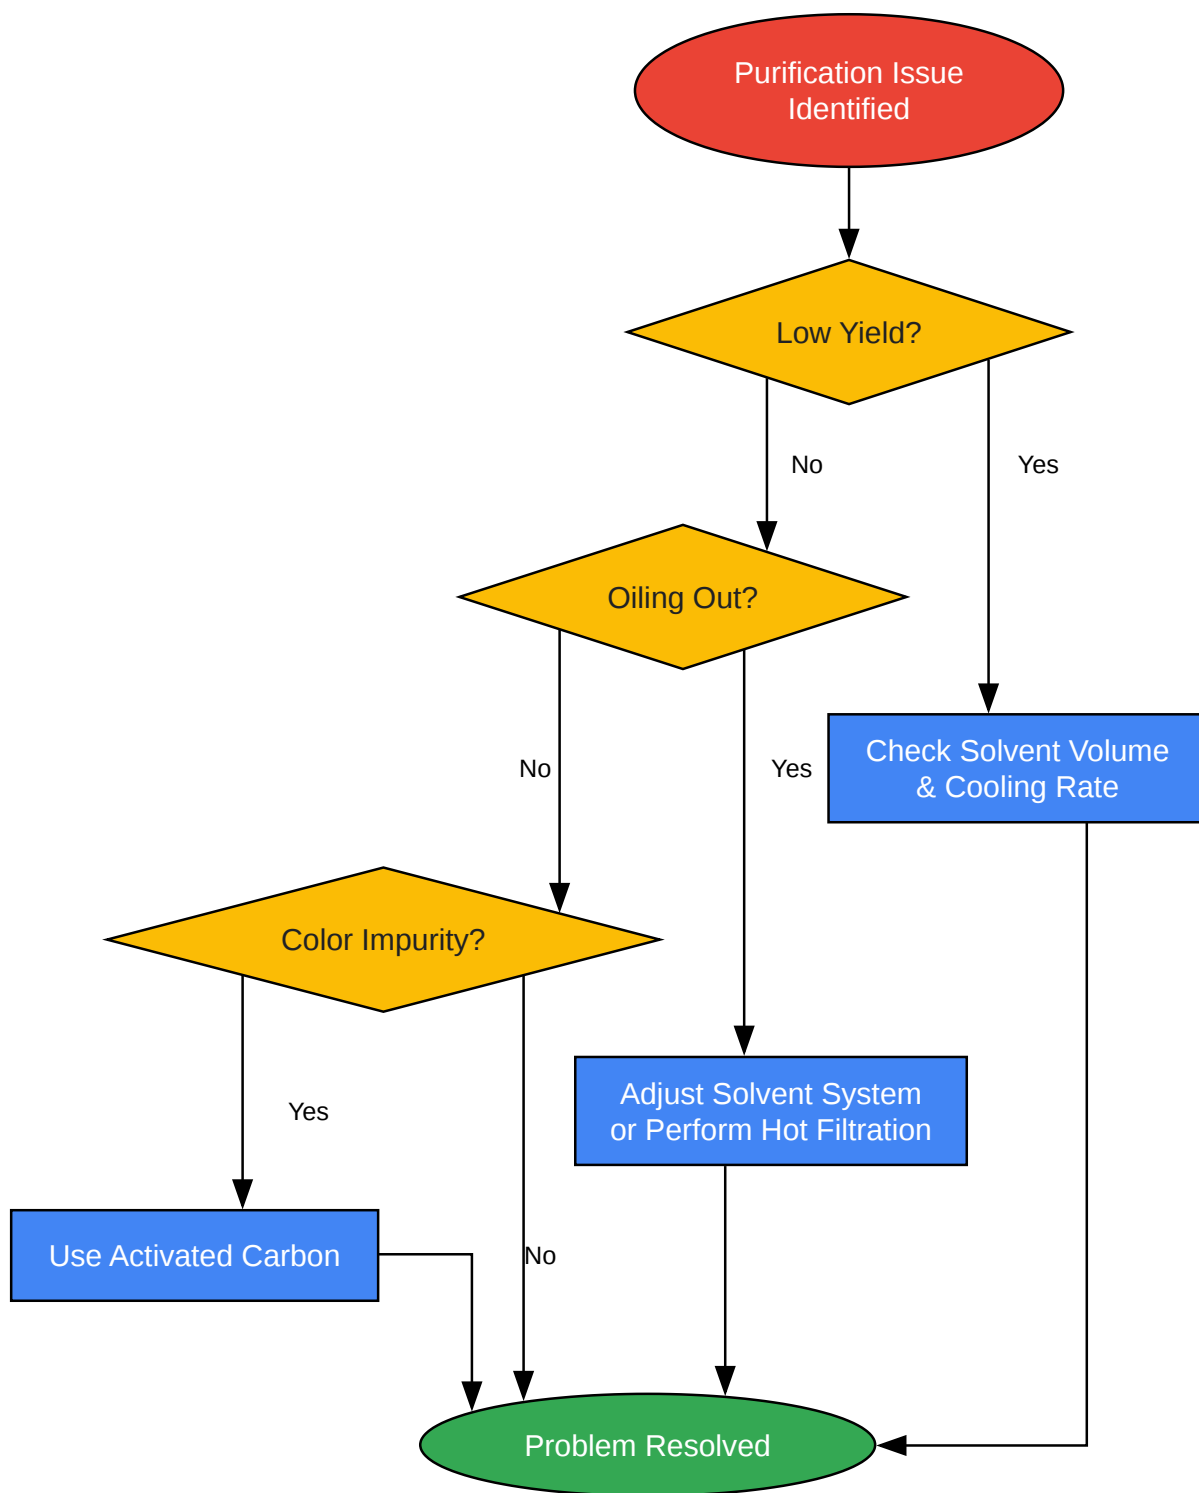 Purification Issue
Identified
Low Yield?
No
Yes
Oiling Out?
No
Yes
Check Solvent Volume
& Cooling Rate
Color Impurity?
Yes
Adjust Solvent System
or Perform Hot Filtration
Use Activated Carbon
No
Problem Resolved